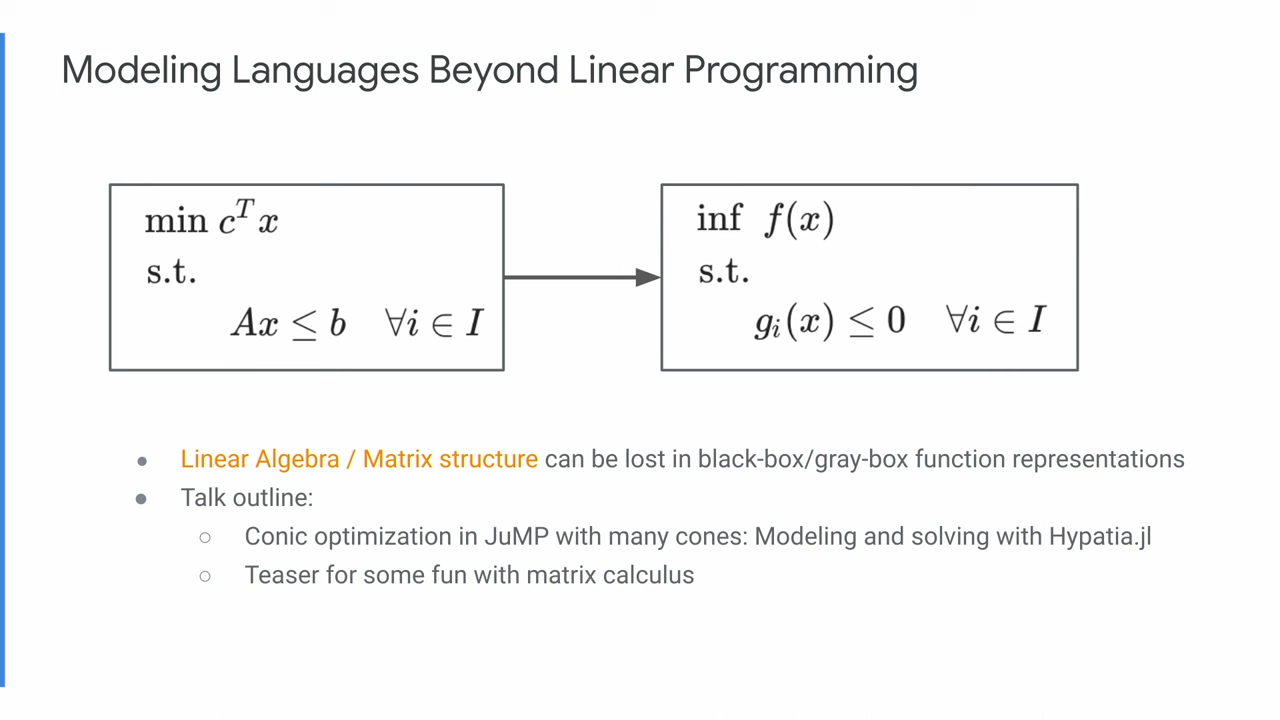 Modeling Languages Beyond Linear Programming
min cᵀx
s.t.
Ax ≤ b ∀i ∈ I
inf f(x)
s.t.
gᵢ(x) ≤ 0 ∀i ∈ I
● Linear Algebra / Matrix structure can be lost in black-box/gray-box function representations
● Talk outline:
○ Conic optimization in JuMP with many cones: Modeling and solving with Hypatia.jl
○ Teaser for some fun with matrix calculus